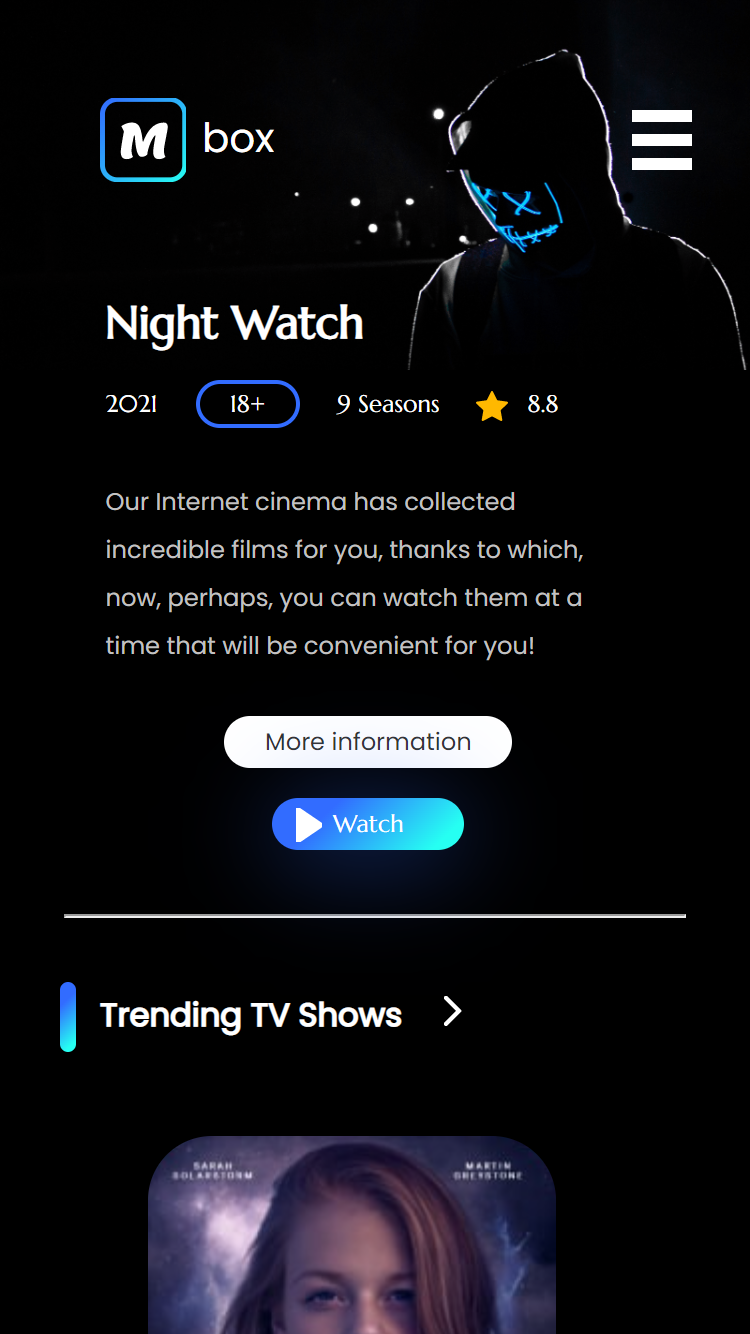 M box
Night Watch
2021 18+ 9 Seasons 8.8
Our Internet cinema has collected
incredible films for you, thanks to which,
now, perhaps, you can watch them at a
time that will be convenient for you!
More information
Watch
Trending TV Shows
SARAH MARTIN
SOLARSTORM GREYSTONE